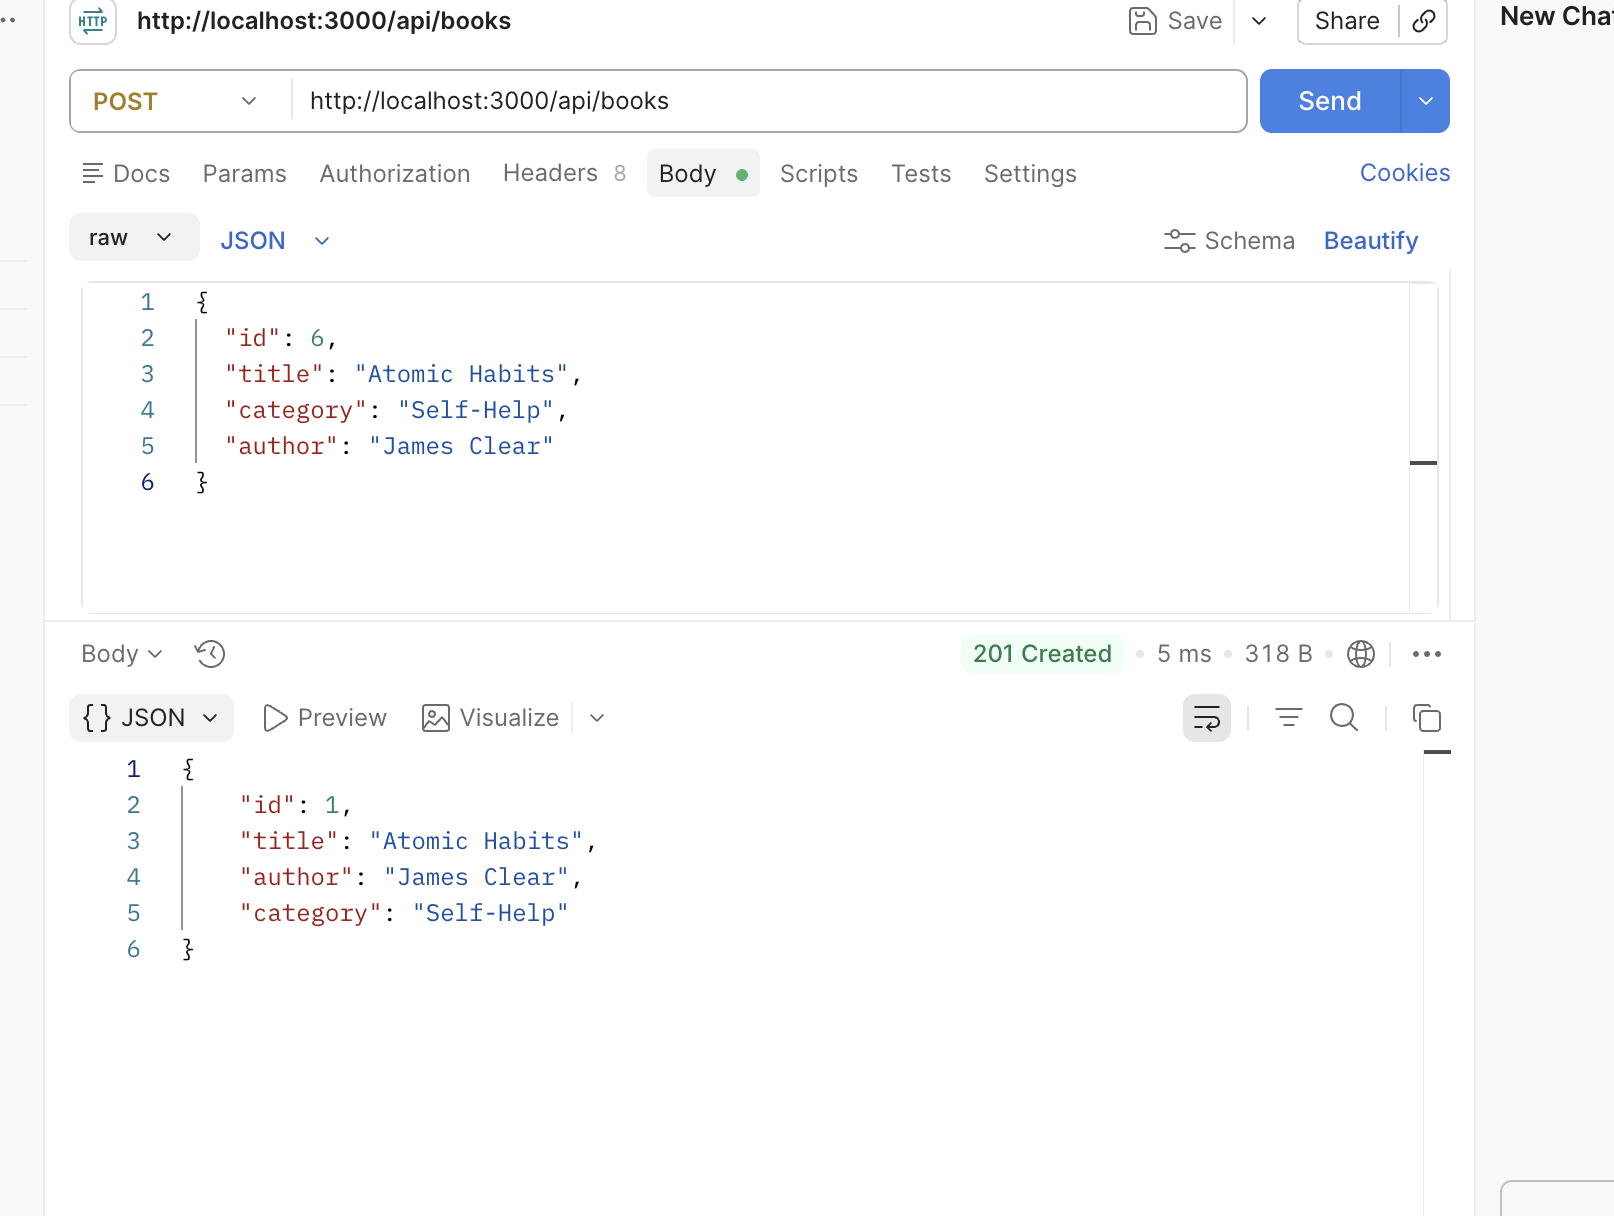 HTTP http://localhost:3000/api/books Save Share New Cha
POST http://localhost:3000/api/books Send
Docs Params Authorization Headers 8 Body Scripts Tests Settings Cookies
raw JSON Schema Beautify
1 {
2 "id": 6,
3 "title": "Atomic Habits",
4 "category": "Self-Help",
5 "author": "James Clear"
6 }
Body 201 Created • 5 ms • 318 B •
{ } JSON Preview Visualize
1 {
2 "id": 1,
3 "title": "Atomic Habits",
4 "author": "James Clear",
5 "category": "Self-Help"
6 }